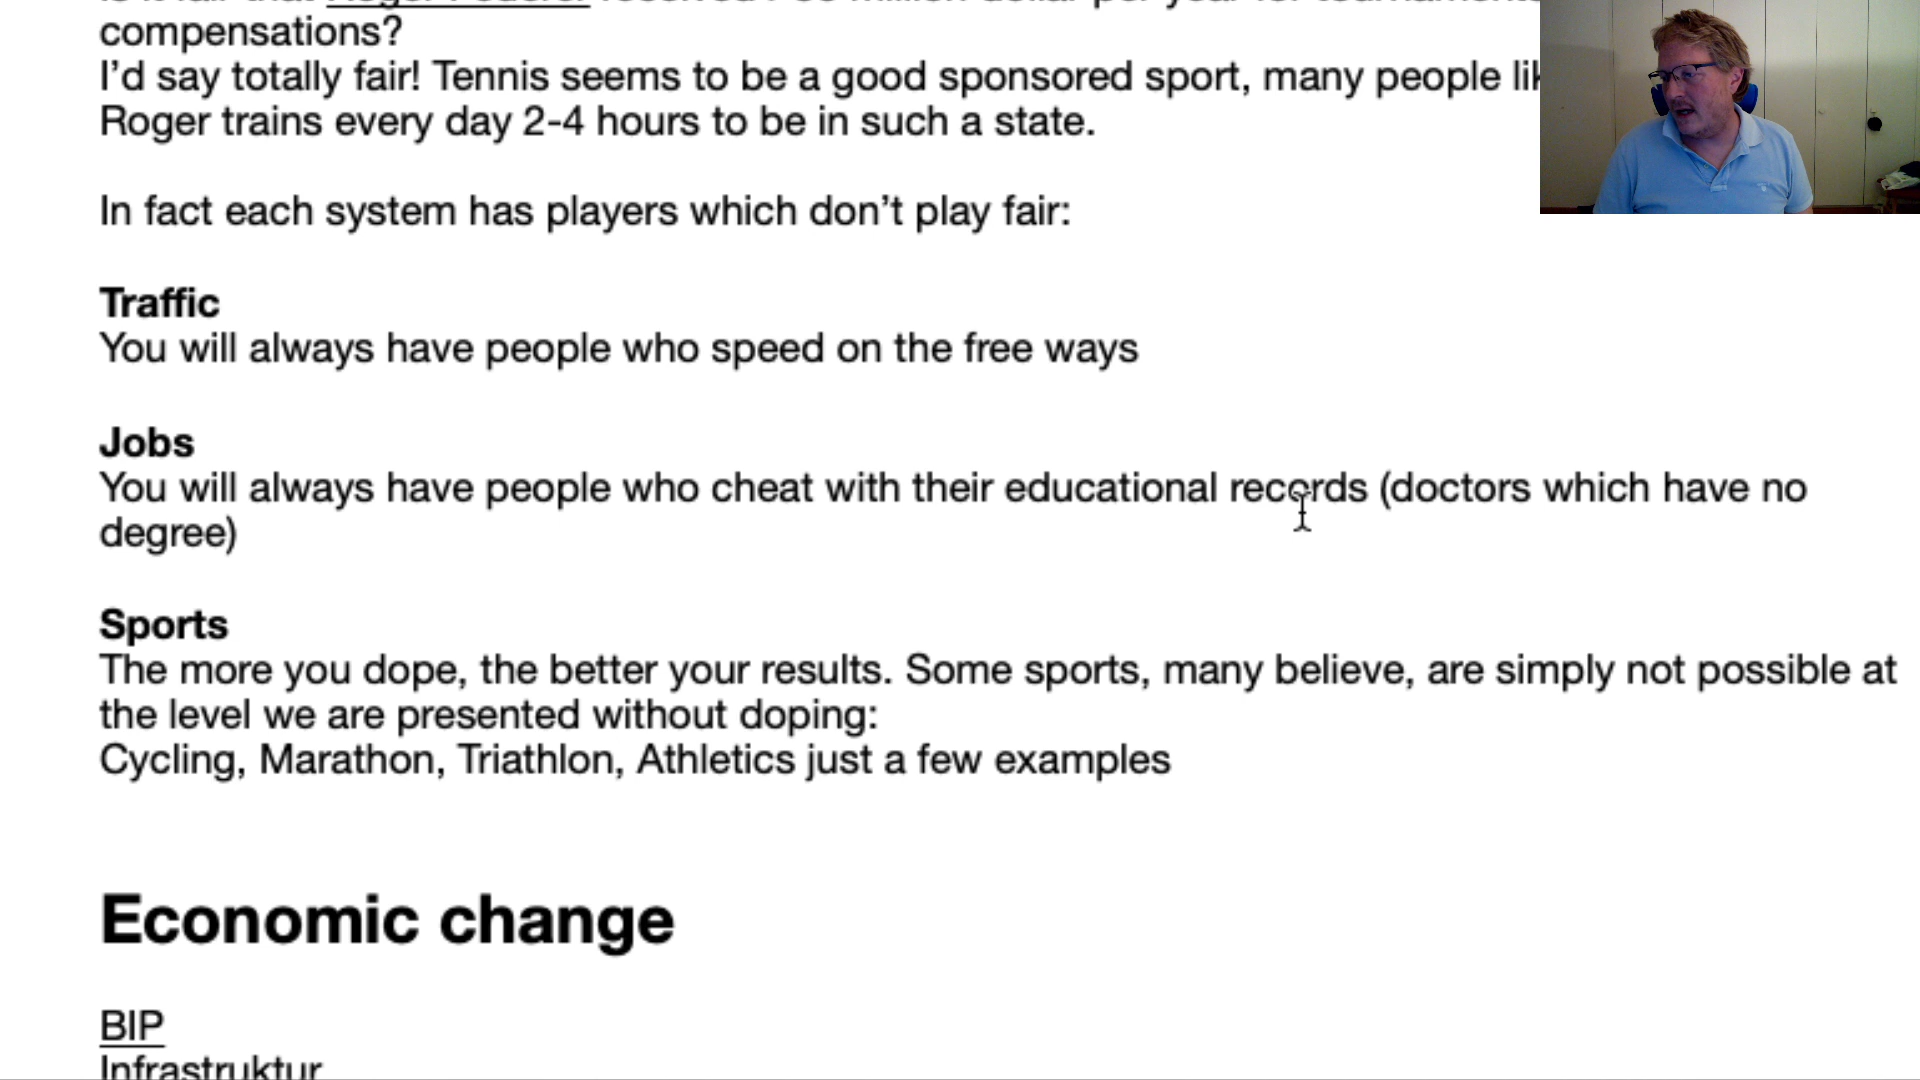 compensations?
I’d say totally fair! Tennis seems to be a good sponsored sport, many people
Roger trains every day 2-4 hours to be in such a state.
In fact each system has players which don’t play fair:
Traffic
You will always have people who speed on the free ways
Jobs
You will always have people who cheat with their educational records (doctors which have no
degree)
Sports
The more you dope, the better your results. Some sports, many believe, are simply not possible at
the level we are presented without doping:
Cycling, Marathon, Triathlon, Athletics just a few examples
Economic change
BIP
Infrastruktur